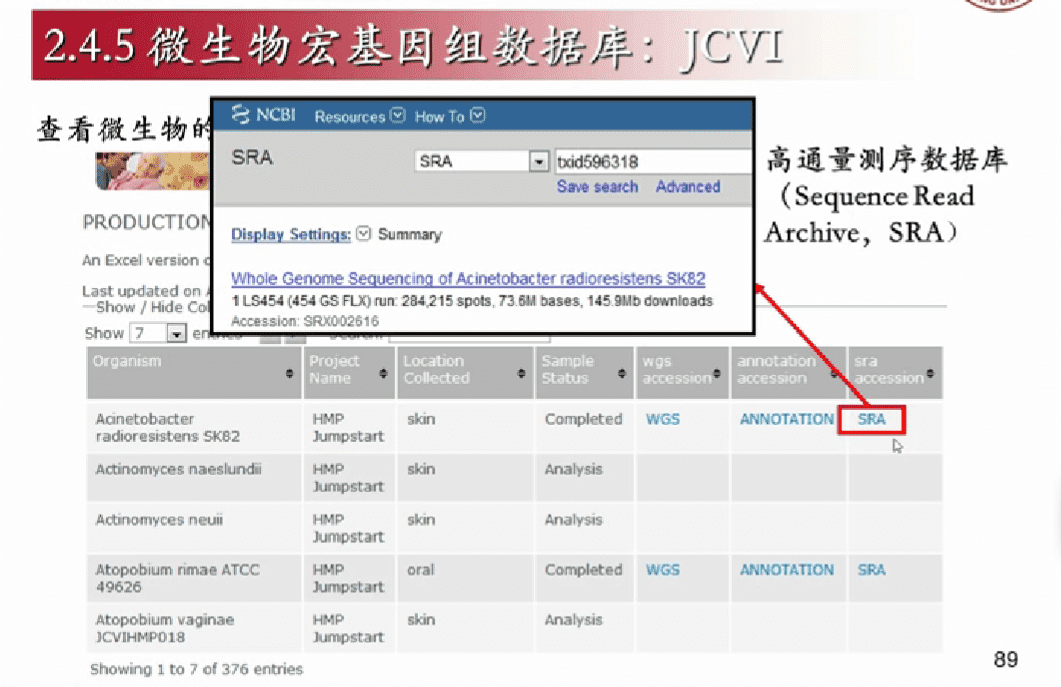 2.4.5 微生物宏基因组数据库：JCVI
查看微生物的
NCBI Resources How To
SRA SRA txid596318
Save search Advanced
Display Settings: Summary
Whole Genome Sequencing of Acinetobacter radioresistens SK82
1 LS454 (454 GS FLX) run: 284,215 spots, 73.6M bases, 145.9Mb downloads
Accession: SRX002616
高通量测序数据库
（Sequence Read
Archive，SRA）
PRODUCTION
An Excel version
Last updated on
Show / Hide
Show 7
Organism Project Name Location Collected Sample Status wgs accession annotation accession sra accession
Acinetobacter radioresistens SK82 HMP Jumpstart skin Completed WGS ANNOTATION SRA
Actinomyces naeslundii HMP Jumpstart skin Analysis
Actinomyces neuii HMP Jumpstart skin Analysis
Atopobium rimae ATCC 49626 HMP Jumpstart oral Completed WGS ANNOTATION SRA
Atopobium vaginae JCVIHMP018 HMP Jumpstart skin Analysis
Showing 1 to 7 of 376 entries
89